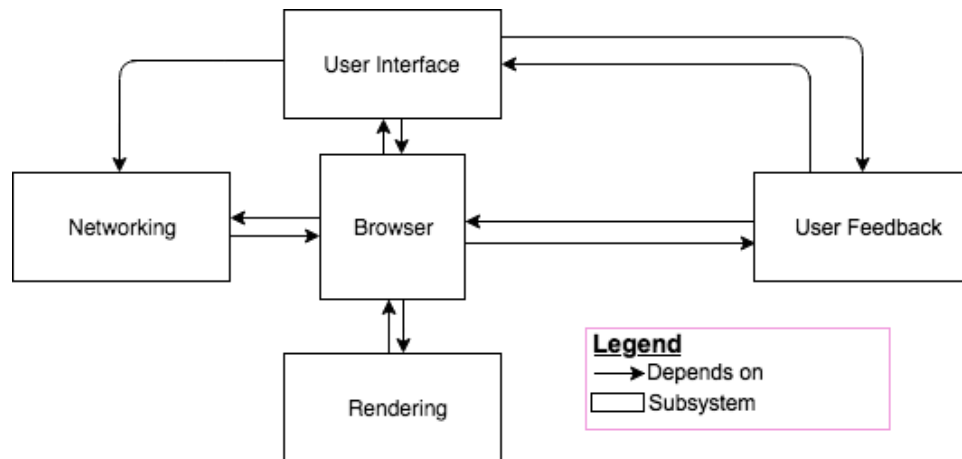 User Interface
Networking
Browser
User Feedback
Rendering
Legend
Depends on
Subsystem